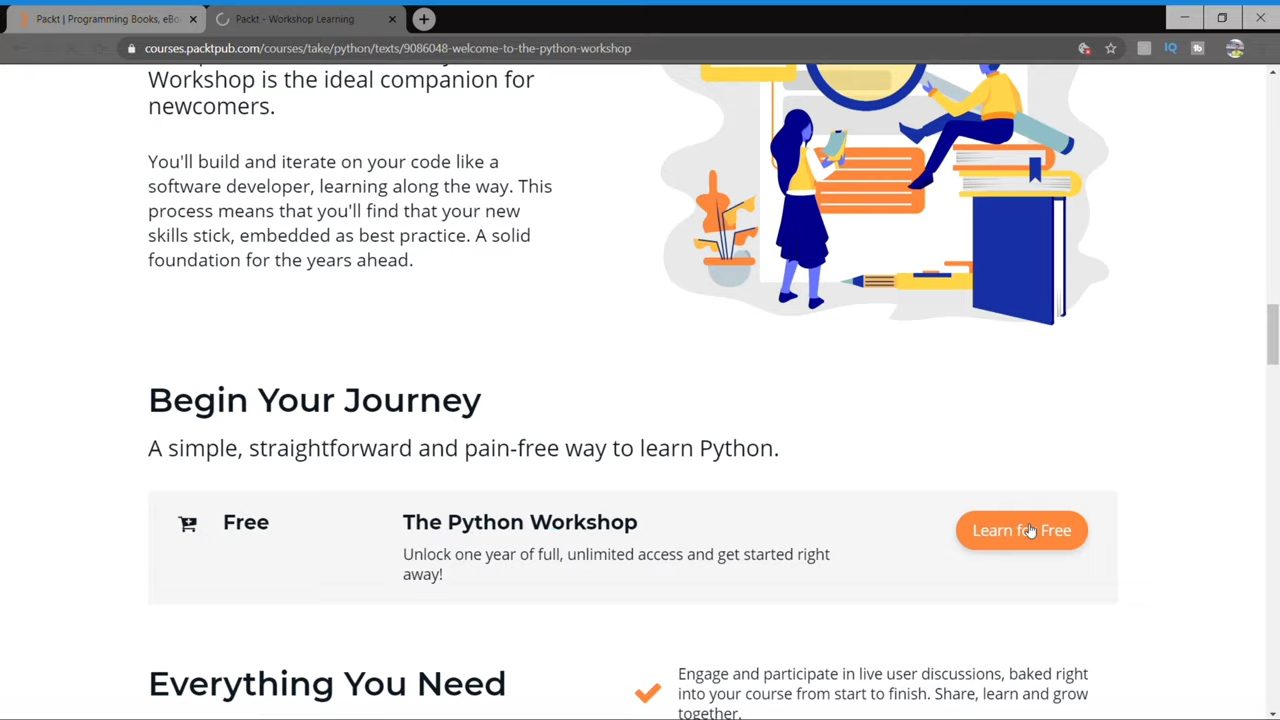 Packt | Programming Books, eBo
Packt - Workshop Learning
courses.packtpub.com/courses/take/python/texts/9086048-welcome-to-the-python-workshop
IQ
Workshop is the ideal companion for
newcomers.
You'll build and iterate on your code like a
software developer, learning along the way. This
process means that you'll find that your new
skills stick, embedded as best practice. A solid
foundation for the years ahead.
Begin Your Journey
A simple, straightforward and pain-free way to learn Python.
Free
The Python Workshop
Learn for Free
Unlock one year of full, unlimited access and get started right
away!
Everything You Need
Engage and participate in live user discussions, baked right
into your course from start to finish. Share, learn and grow
together.